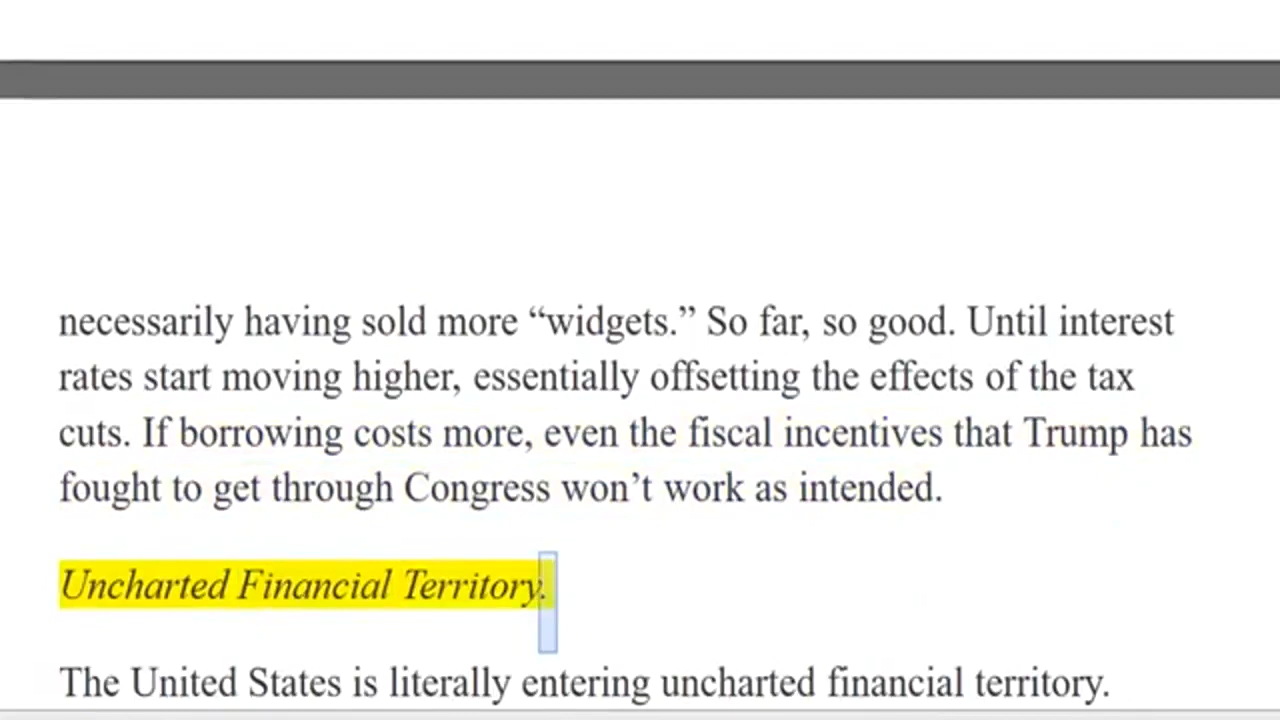 necessarily having sold more “widgets.” So far, so good. Until interest
rates start moving higher, essentially offsetting the effects of the tax
cuts. If borrowing costs more, even the fiscal incentives that Trump has
fought to get through Congress won’t work as intended.
Uncharted Financial Territory.
The United States is literally entering uncharted financial territory.